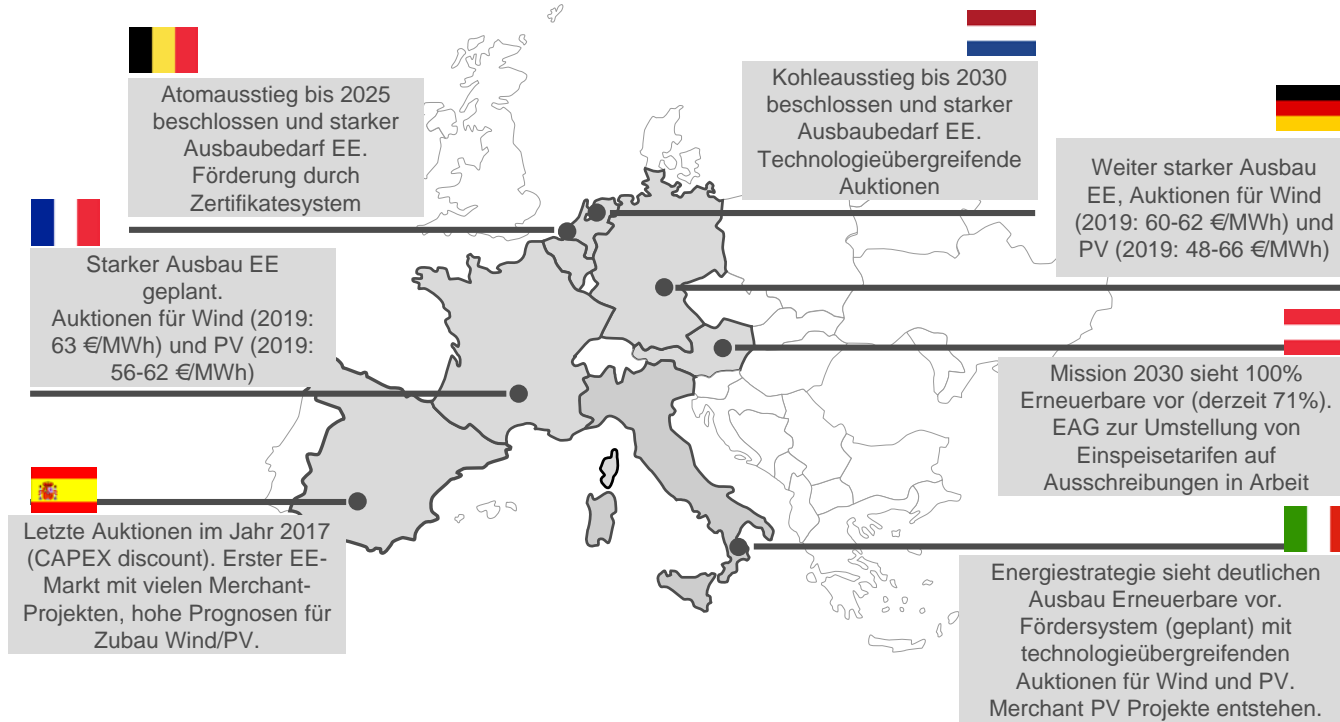 Atomausstieg bis 2025
beschlossen und starker
Ausbaubedarf EE.
Förderung durch
Zertifikatesystem
Kohleausstieg bis 2030
beschlossen und starker
Ausbaubedarf EE.
Technologieübergreifende
Auktionen
Weiter starker Ausbau
EE, Auktionen für Wind
(2019: 60-62 €/MWh) und
PV (2019: 48-66 €/MWh)
Starker Ausbau EE
geplant.
Auktionen für Wind (2019:
63 €/MWh) und PV (2019:
56-62 €/MWh)
Mission 2030 sieht 100%
Erneuerbare vor (derzeit 71%).
EAG zur Umstellung von
Einspeisetarifen auf
Ausschreibungen in Arbeit
Letzte Auktionen im Jahr 2017
(CAPEX discount). Erster EE-
Markt mit vielen Merchant-
Projekten, hohe Prognosen für
Zubau Wind/PV.
Energiestrategie sieht deutlichen
Ausbau Erneuerbare vor.
Fördersystem (geplant) mit
technologieübergreifenden
Auktionen für Wind und PV.
Merchant PV Projekte entstehen.